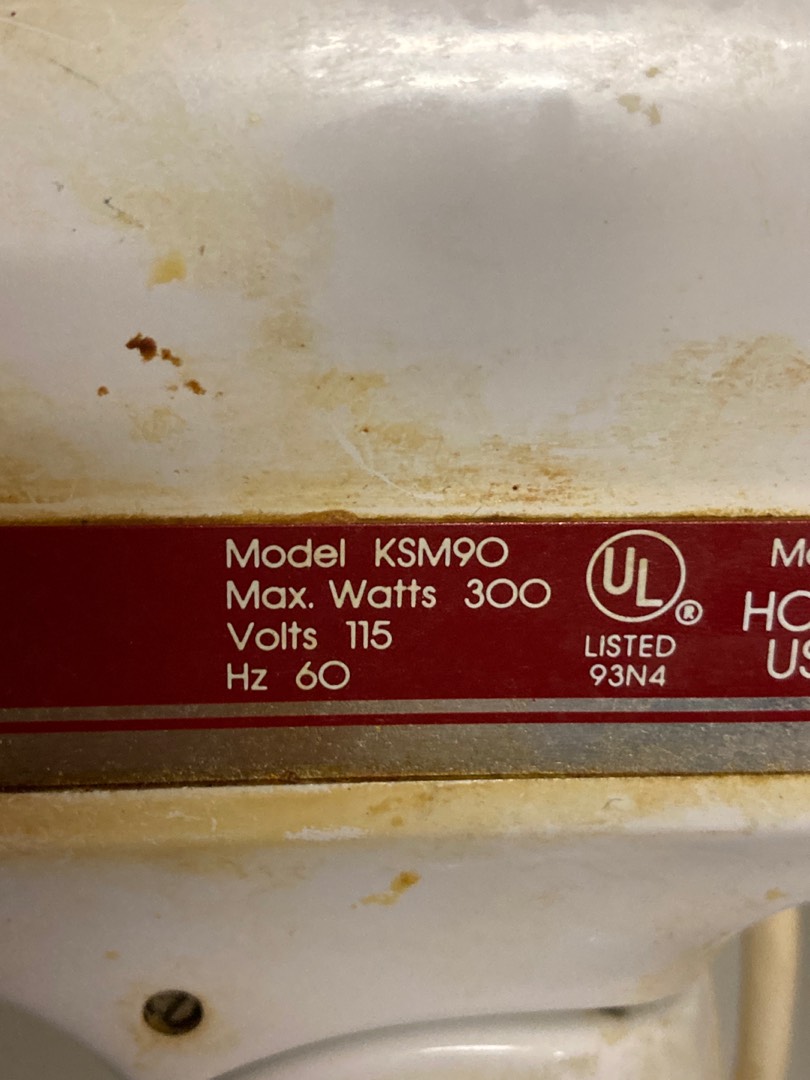 Model KSM90
Max. Watts 300
Volts 115
Hz 60
UL
®
LISTED
93N4